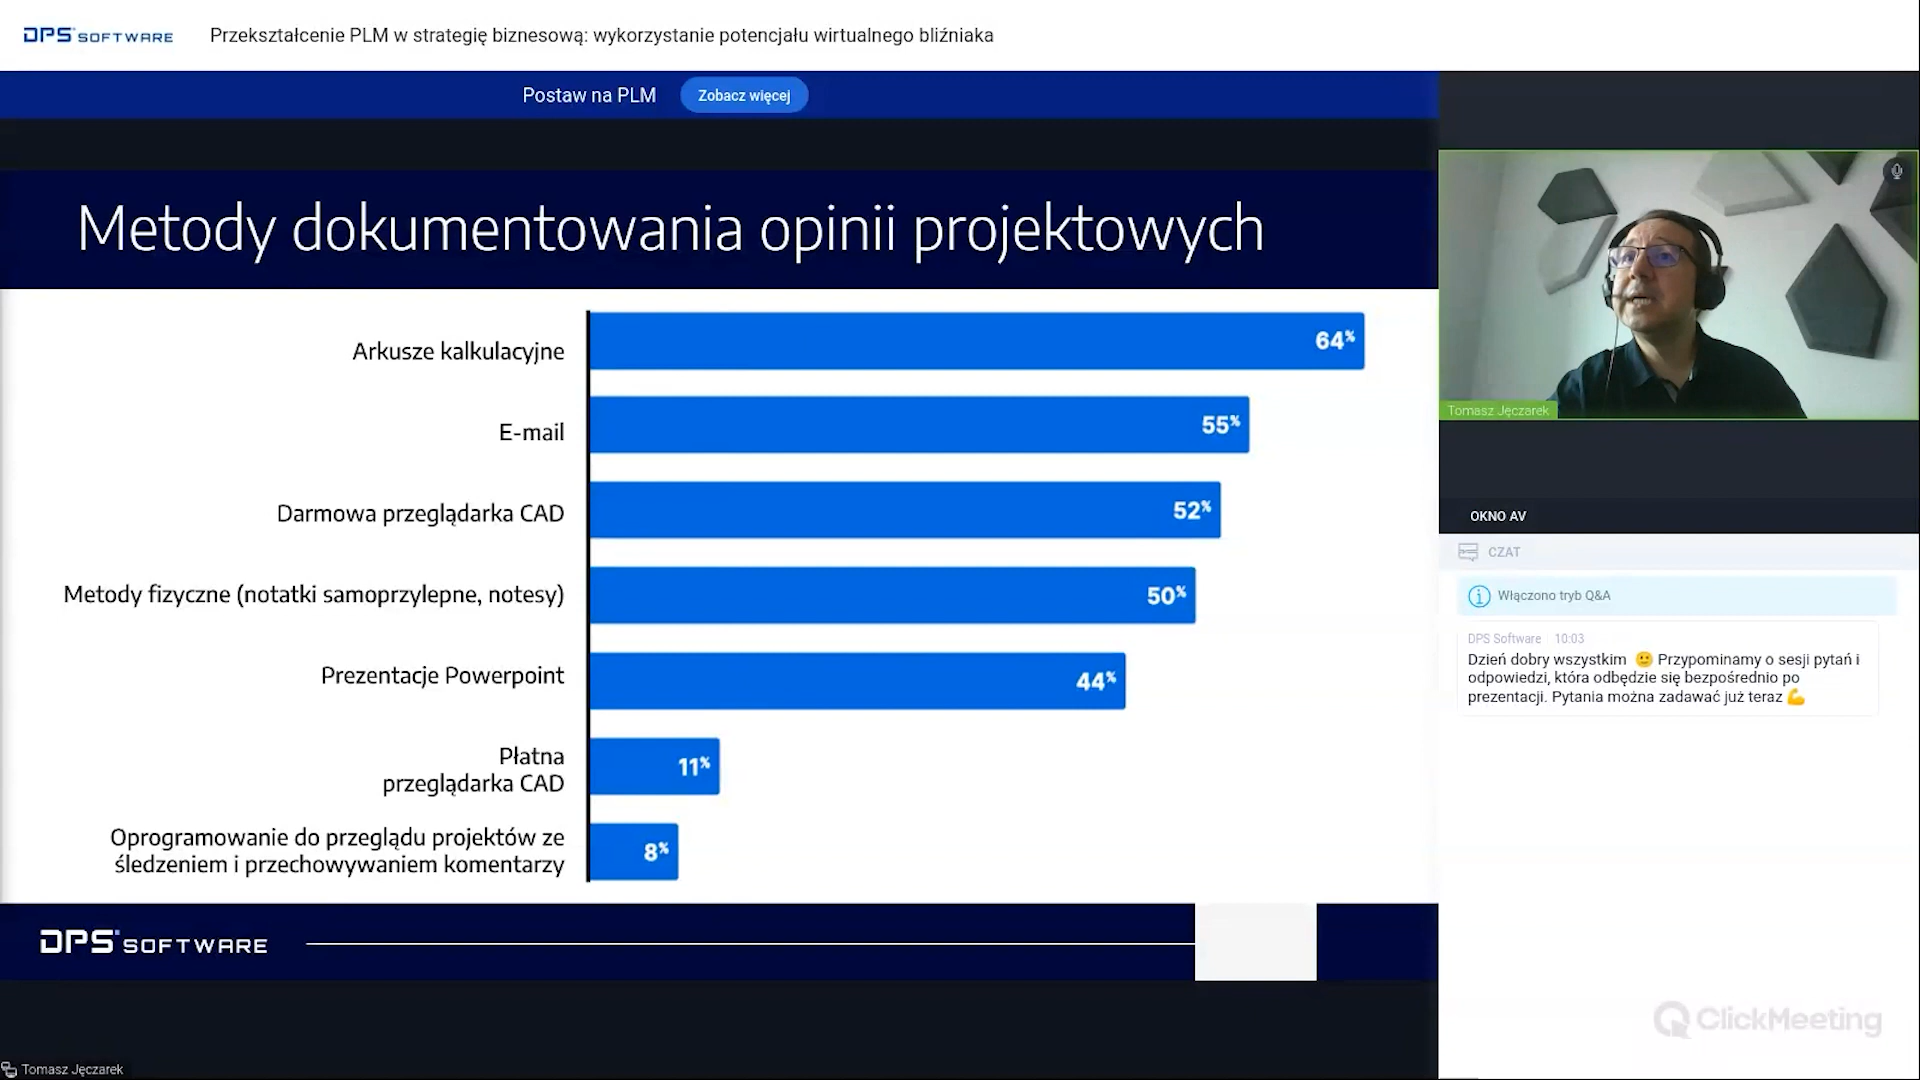 DPS SOFTWARE
Przekształcenie PLM w strategię biznesową: wykorzystanie potencjału wirtualnego bliźniaka
Postaw na PLM
Zobacz więcej
Metody dokumentowania opinii projektowych
Arkusze kalkulacyjne
64%
E-mail
55%
Darmowa przeglądarka CAD
52%
Metody fizyczne (notatki samoprzylepne, notesy)
50%
Prezentacje Powerpoint
44%
Płatna
przeglądarka CAD
11%
Oprogramowanie do przeglądu projektów ze
śledzeniem i przechowywaniem komentarzy
8%
DPS SOFTWARE
Tomasz Jęczarek
Tomasz Jęczarek
OKNO AV
CZAT
Włączono tryb Q&A
DPS Software 10:03
Dzień dobry wszystkim 🙂 Przypominamy o sesji pytań i
odpowiedzi, która odbędzie się bezpośrednio po
prezentacji. Pytania można zadawać już teraz 💪
ClickMeeting